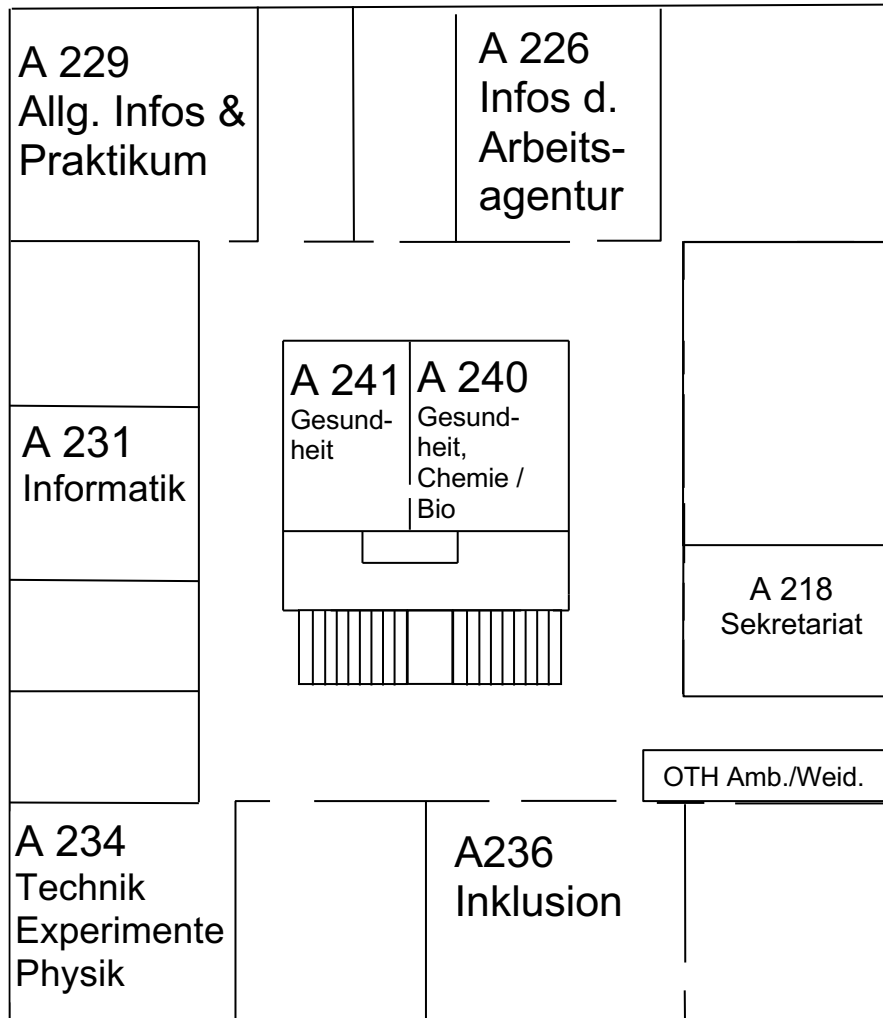 A 229
Allg. Infos &
Praktikum
A 226
Infos d.
Arbeits-
agentur
A 241
Gesund-
heit
A 240
Gesund-
heit,
Chemie /
Bio
A 231
Informatik
A 218
Sekretariat
OTH Amb./Weid.
A 234
Technik
Experimente
Physik
A236
Inklusion